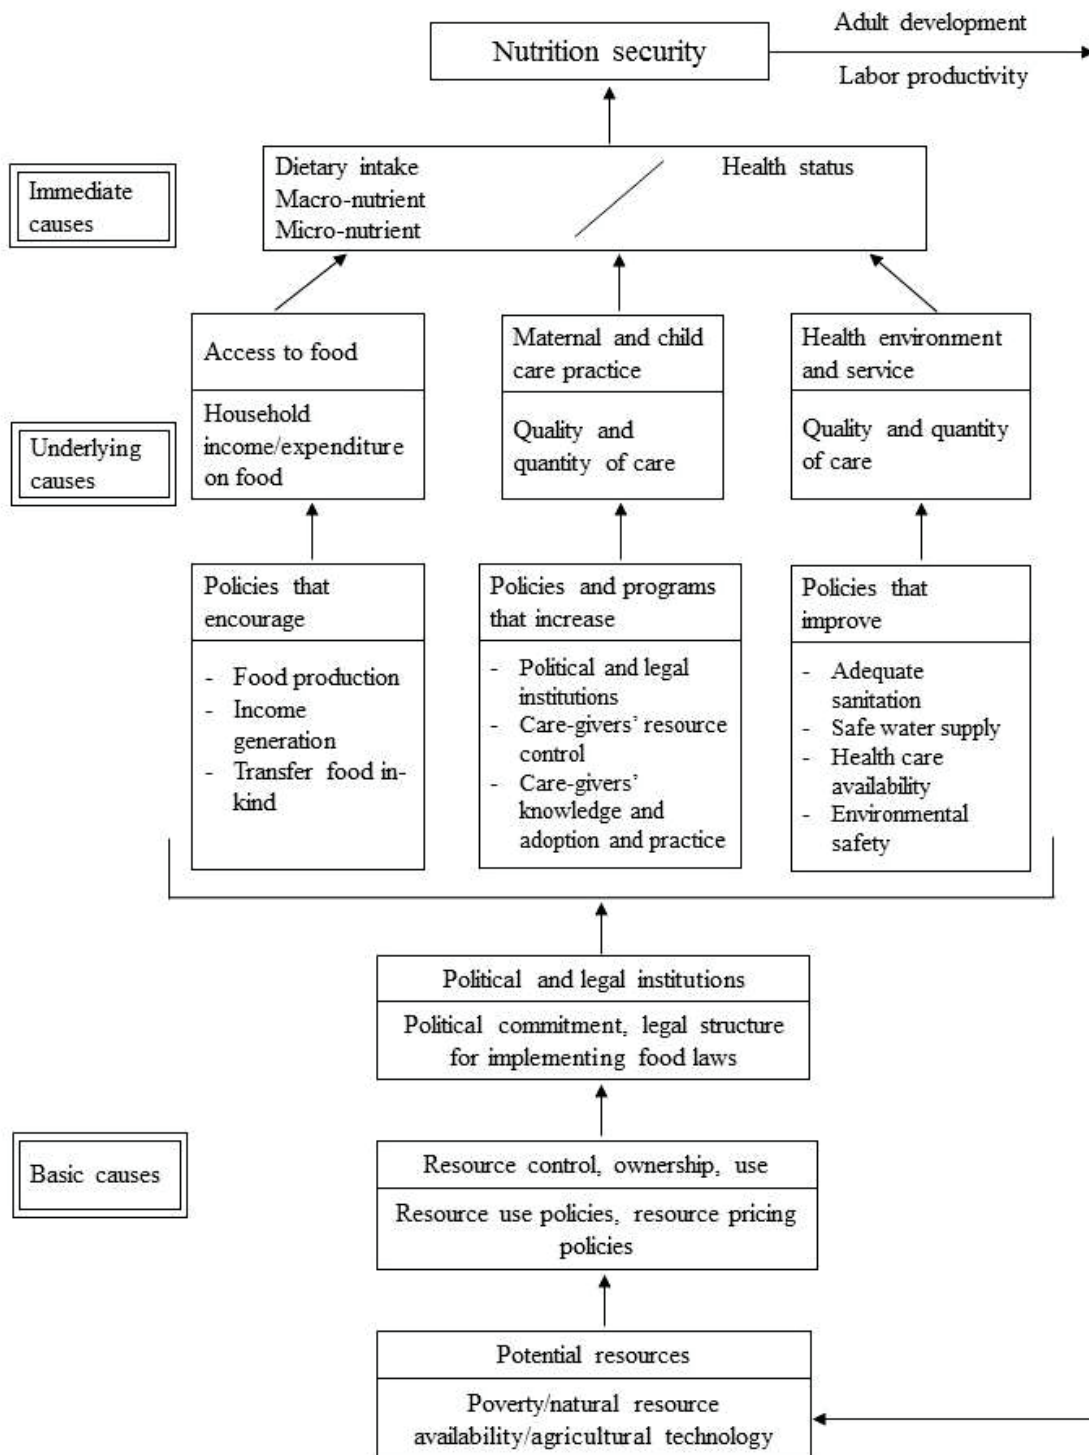 Nutrition security
Adult development
Labor productivity
Immediate
causes
Dietary intake
Macro-nutrient
Micro-nutrient
Health status
Access to food
Household
income/expenditure
on food
Maternal and child
care practice
Quality and
quantity of care
Health environment
and service
Quality and quantity
of care
Underlying
causes
Policies that
encourage
- Food production
- Income
generation
- Transfer food in-
kind
Policies and programs
that increase
- Political and legal
institutions
- Care-givers' resource
control
- Care-givers'
knowledge and
adoption and practice
Policies that
improve
- Adequate
sanitation
- Safe water supply
- Health care
availability
- Environmental
safety
Political and legal institutions
Political commitment, legal structure
for implementing food laws
Basic causes
Resource control, ownership, use
Resource use policies, resource pricing
policies
Potential resources
Poverty/natural resource
availability/agricultural technology